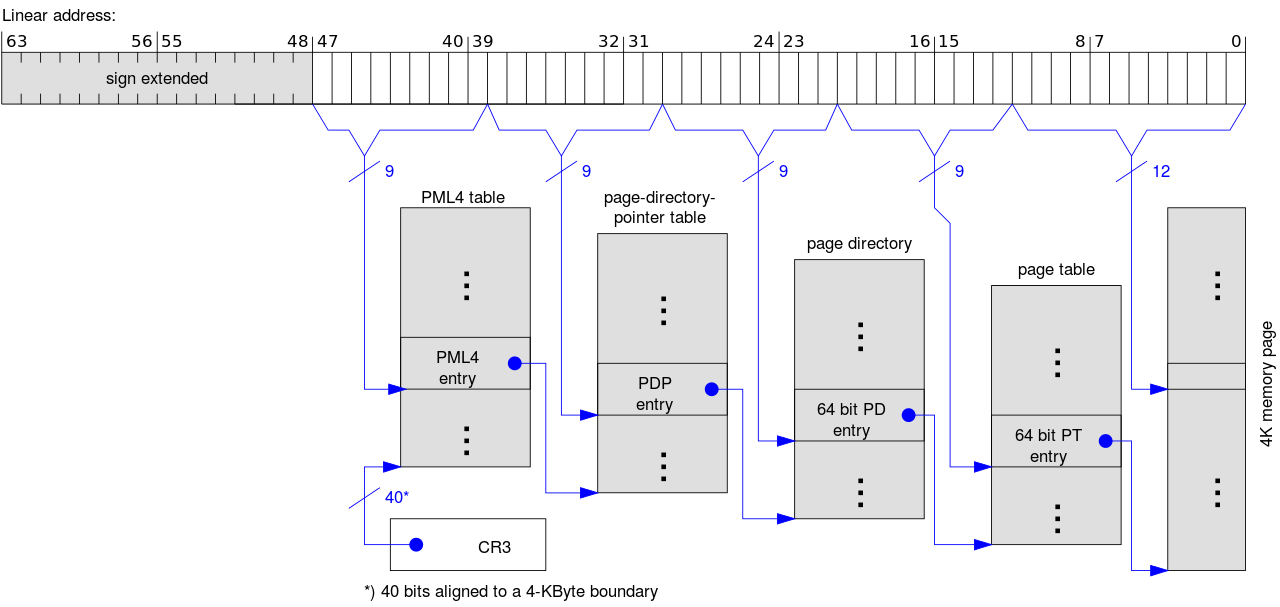 Linear address:
63 56 55 48 47 40 39 32 31 24 23 16 15 8 7 0
sign extended
9 9 9 9 12
PML4 table
page-directory-
pointer table
page directory
page table
PML4
entry
PDP
entry
64 bit PD
entry
64 bit PT
entry
4K memory page
40*
CR3
*) 40 bits aligned to a 4-KByte boundary